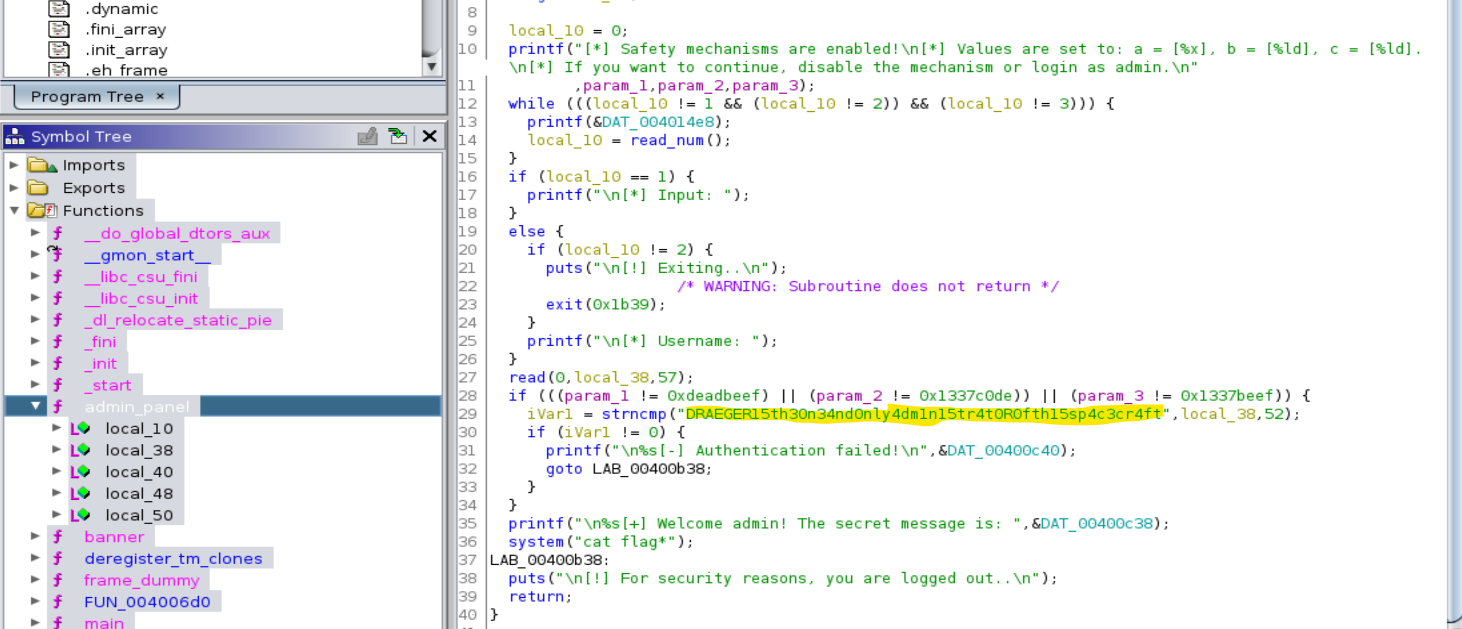 .dynamic
.fini_array
.init_array
.eh_frame
Program Tree ×
Symbol Tree
Imports
Exports
Functions
f __do_global_dtors_aux
f __gmon_start__
f __libc_csu_fini
f __libc_csu_init
f _dl_relocate_static_pie
f _fini
f _init
f _start
f admin_panel
L local_10
L local_38
L local_40
L local_48
L local_50
f banner
f deregister_tm_clones
f frame_dummy
f FUN_004006d0
f main
8
9 local_10 = 0;
10 printf("[*] Safety mechanisms are enabled!\n[*] Values are set to: a = [%x], b = [%ld], c = [%ld].
\n[*] If you want to continue, disable the mechanism or login as admin.\n"
11 ,param_1,param_2,param_3);
12 while (((local_10 != 1 && (local_10 != 2)) && (local_10 != 3))) {
13 printf(&DAT_004014e8);
14 local_10 = read_num();
15 }
16 if (local_10 == 1) {
17 printf("\n[*] Input: ");
18 }
19 else {
20 if (local_10 != 2) {
21 puts("\n[!] Exiting..\n");
22 /* WARNING: Subroutine does not return */
23 exit(0x1b39);
24 }
25 printf("\n[*] Username: ");
26 }
27 read(0,local_38,57);
28 if (((param_1 != 0xdeadbeef) || (param_2 != 0x1337c0de)) || (param_3 != 0x1337beef)) {
29 iVar1 = strncmp("DRAEGER15th30n34nd0nly4dm1n15tr4t0R0fth15sp4c3cr4ft",local_38,52);
30 if (iVar1 != 0) {
31 printf("\n%s[-] Authentication failed!\n",&DAT_00400c40);
32 goto LAB_00400b38;
33 }
34 }
35 printf("\n%s[+] Welcome admin! The secret message is: ",&DAT_00400c38);
36 system("cat flag*");
37 LAB_00400b38:
38 puts("\n[!] For security reasons, you are logged out..\n");
39 return;
40 }